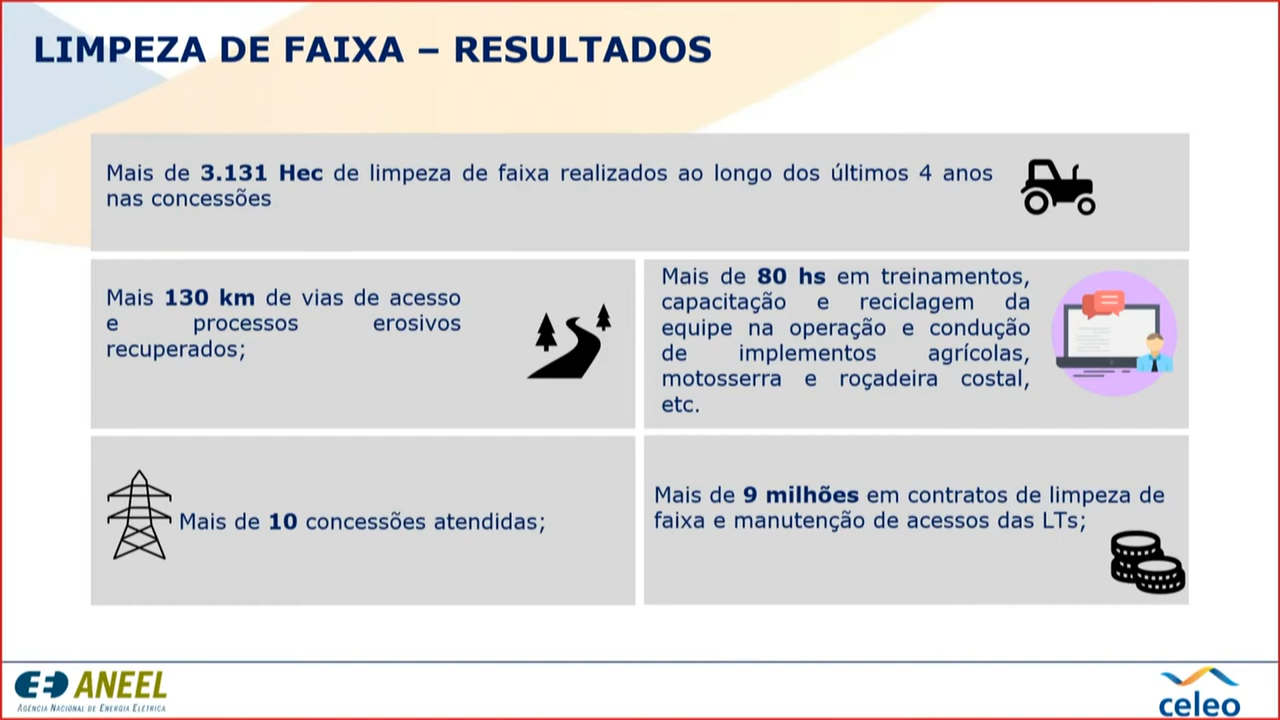 LIMPEZA DE FAIXA – RESULTADOS
Mais de 3.131 Hec de limpeza de faixa realizados ao longo dos últimos 4 anos
nas concessões
Mais 130 km de vias de acesso
e processos erosivos
recuperados;
Mais de 80 hs em treinamentos,
capacitação e reciclagem da
equipe na operação e condução
de implementos agrícolas,
motosserra e roçadeira costal,
etc.
Mais de 10 concessões atendidas;
Mais de 9 milhões em contratos de limpeza de
faixa e manutenção de acessos das LTs;
ANEEL
AGÊNCIA NACIONAL DE ENERGIA ELÉTRICA
celeo